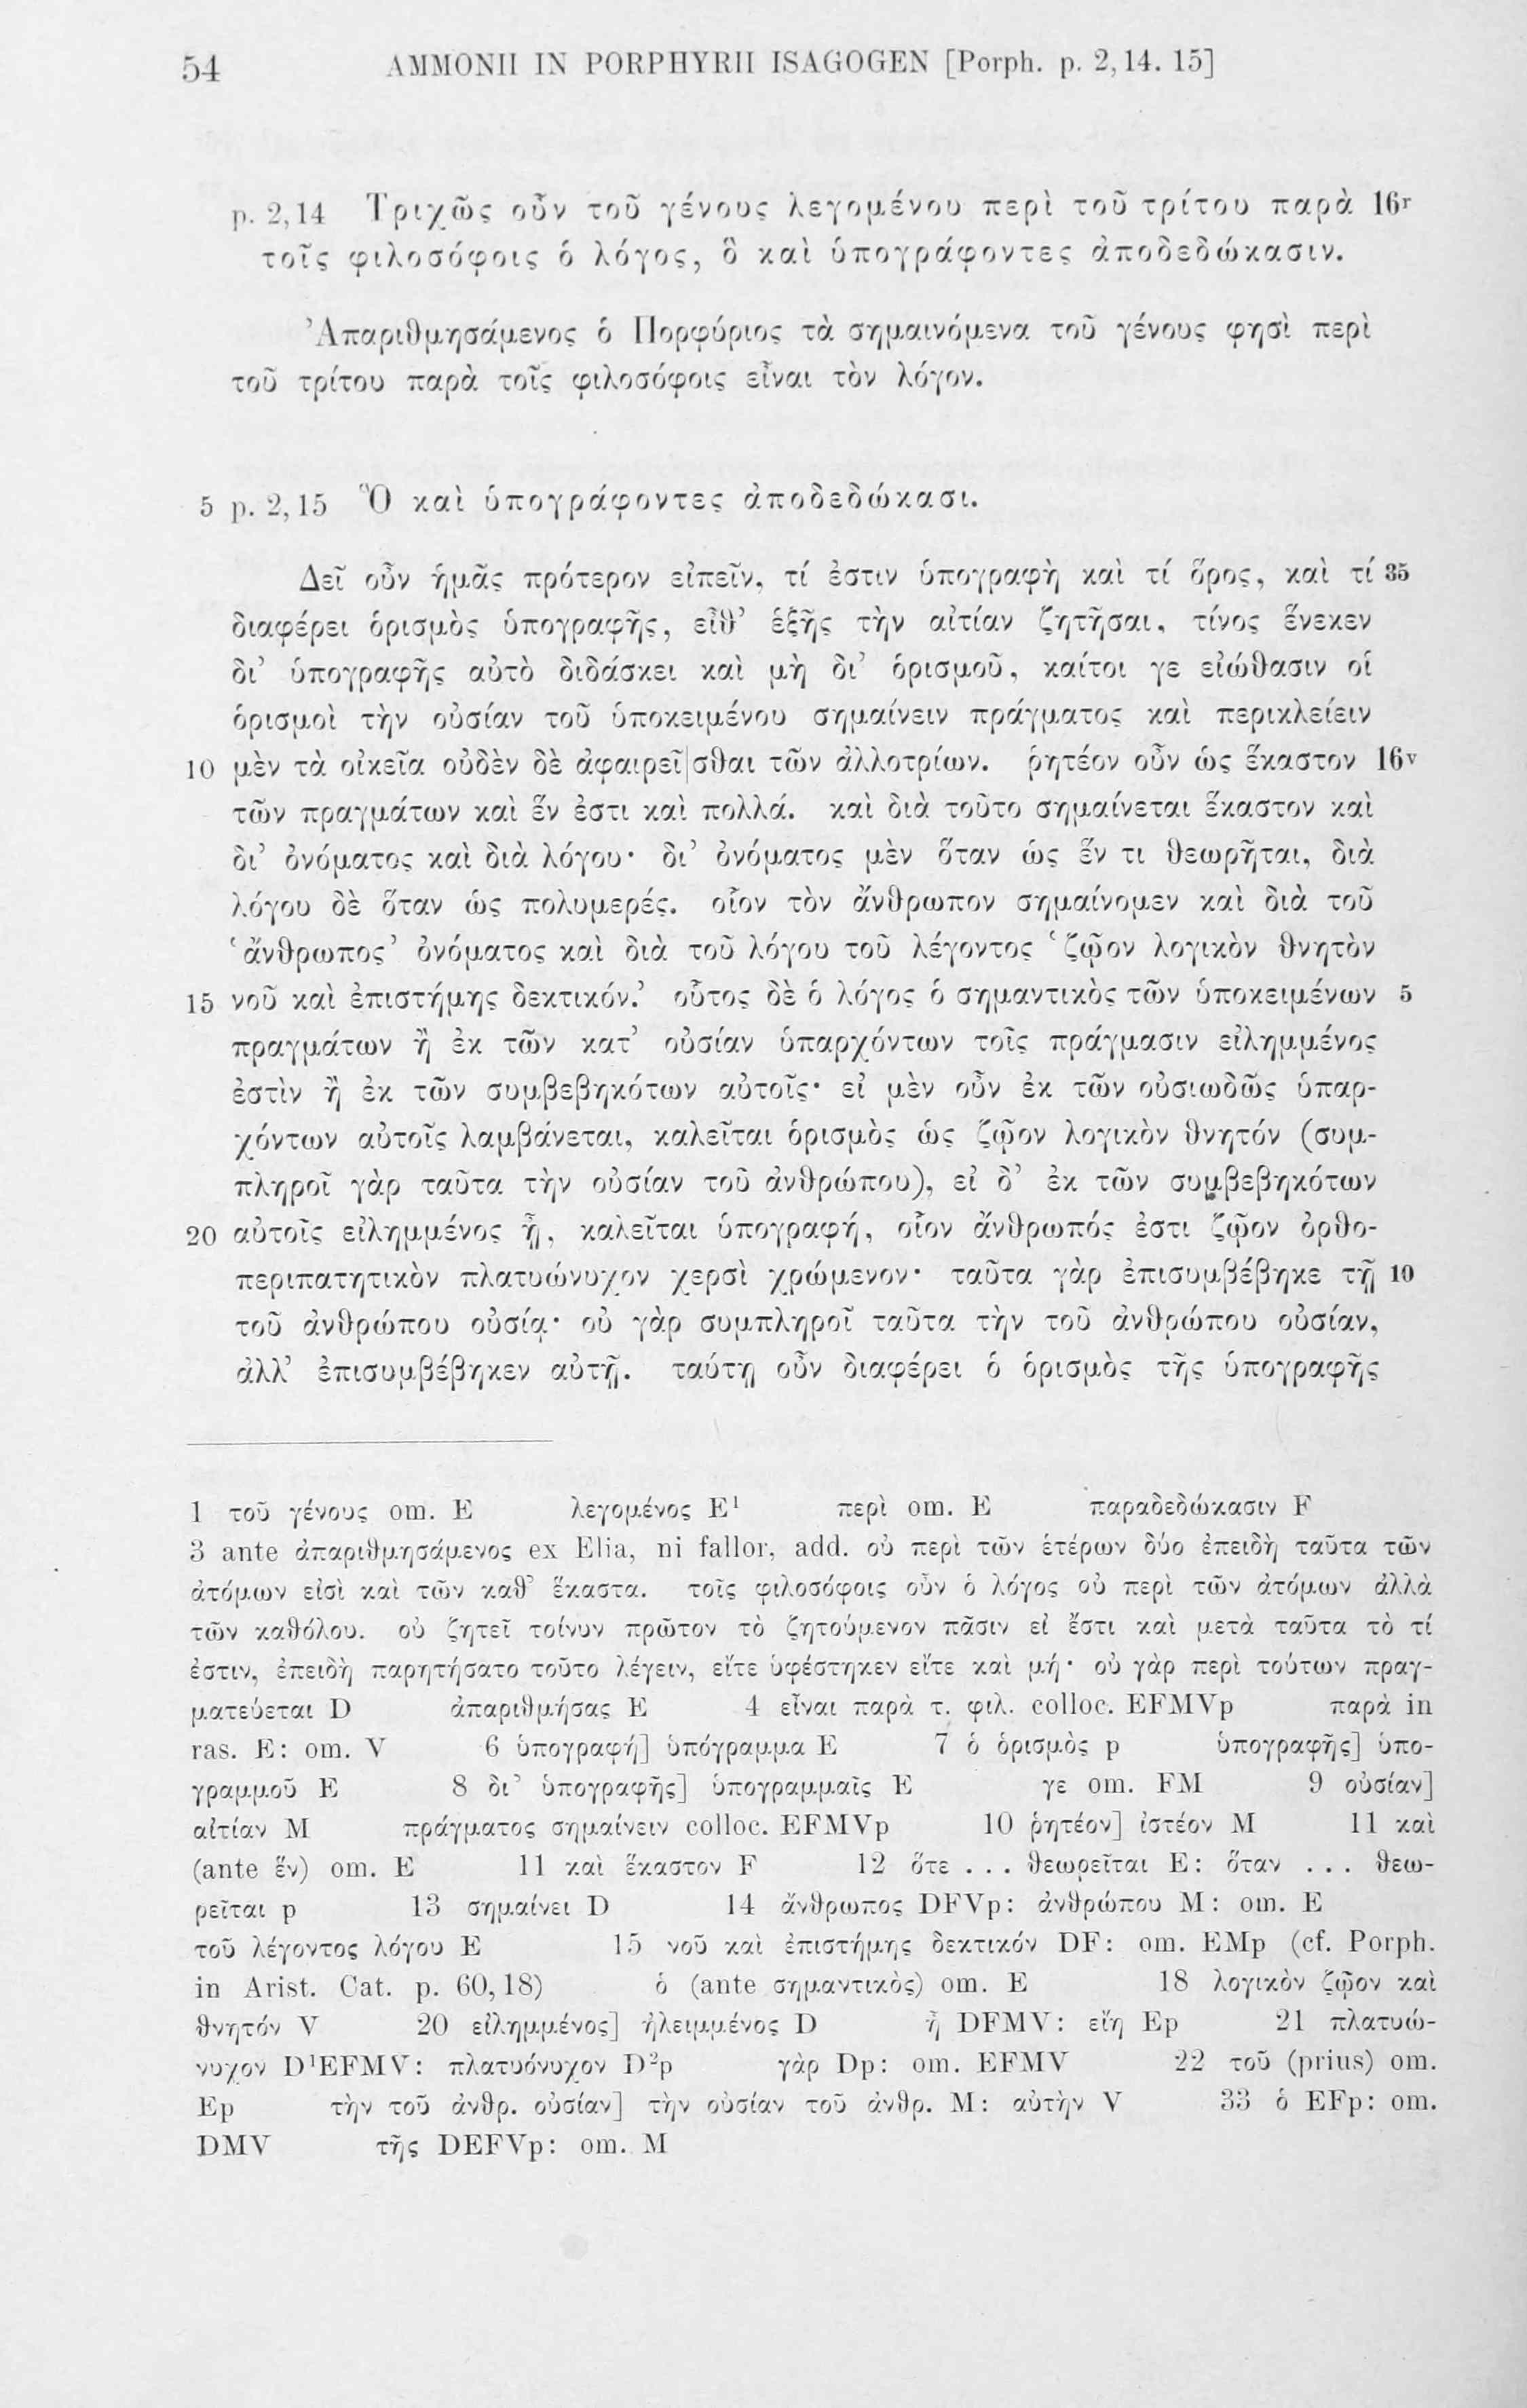 54 AMMONII IN PORPHYRII ISAGOGEN [Porph. p. 2,14. 15]
p. 2,14 Τριχῶς οὖν τοῦ γένους λεγομένου περὶ τοῦ τρίτου παρὰ 16r
τοῖς φιλοσόφοις ὁ λόγος, ὃ καὶ ὑπογράφοντες ἀποδεδώκασιν.
Ἀπαριθμησάμενος ὁ Πορφύριος τὰ σημαινόμενα τοῦ γένους φησὶ περὶ
τοῦ τρίτου παρὰ τοῖς φιλοσόφοις εἶναι τὸν λόγον.
5 p. 2,15 Ὃ καὶ ὑπογράφοντες ἀποδεδώκασι.
Δεῖ οὖν ἡμᾶς πρότερον εἰπεῖν, τί ἐστιν ὑπογραφὴ καὶ τί ὅρος, καὶ τί 35
διαφέρει ὁρισμὸς ὑπογραφῆς, εἶθ’ ἑξῆς τὴν αἰτίαν ζητῆσαι, τίνος ἕνεκεν
δι’ ὑπογραφῆς αὐτὸ διδάσκει καὶ μὴ δι’ ὁρισμοῦ, καίτοι γε εἰώθασιν οἱ
ὁρισμοὶ τὴν οὐσίαν τοῦ ὑποκειμένου σημαίνειν πράγματος καὶ περικλείειν
10 μὲν τὰ οἰκεῖα οὐδὲν δὲ ἀφαιρεῖ|σθαι τῶν ἀλλοτρίων. ῥητέον οὖν ὡς ἕκαστον 16v
τῶν πραγμάτων καὶ ἕν ἐστι καὶ πολλά. καὶ διὰ τοῦτο σημαίνεται ἕκαστον καὶ
δι’ ὀνόματος καὶ διὰ λόγου· δι’ ὀνόματος μὲν ὅταν ὡς ἕν τι θεωρῆται, διὰ
λόγου δὲ ὅταν ὡς πολυμερές. οἷον τὸν ἄνθρωπον σημαίνομεν καὶ διὰ τοῦ
‘ἄνθρωπος’ ὀνόματος καὶ διὰ τοῦ λόγου τοῦ λέγοντος ‘ζῷον λογικὸν θνητὸν
15 νοῦ καὶ ἐπιστήμης δεκτικόν.’ οὗτος δὲ ὁ λόγος ὁ σημαντικὸς τῶν ὑποκειμένων 5
πραγμάτων ἢ ἐκ τῶν κατ’ οὐσίαν ὑπαρχόντων τοῖς πράγμασιν εἰλημμένος
ἐστὶν ἢ ἐκ τῶν συμβεβηκότων αὐτοῖς· εἰ μὲν οὖν ἐκ τῶν οὐσιωδῶς ὑπαρ-
χόντων αὐτοῖς λαμβάνεται, καλεῖται ὁρισμὸς ὡς ζῷον λογικὸν θνητόν (συμ-
πληροῖ γὰρ ταῦτα τὴν οὐσίαν τοῦ ἀνθρώπου), εἰ δ’ ἐκ τῶν συμβεβηκότων
20 αὐτοῖς εἰλημμένος ᾖ, καλεῖται ὑπογραφή, οἷον ἄνθρωπός ἐστι ζῷον ὀρθο-
περιπατητικὸν πλατυώνυχον χερσὶ χρώμενον· ταῦτα γὰρ ἐπισυμβέβηκε τῇ 10
τοῦ ἀνθρώπου οὐσίᾳ· οὐ γὰρ συμπληροῖ ταῦτα τὴν τοῦ ἀνθρώπου οὐσίαν,
ἀλλ’ ἐπισυμβέβηκεν αὐτῇ. ταύτῃ οὖν διαφέρει ὁ ὁρισμὸς τῆς ὑπογραφῆς
1 τοῦ γένους om. E λεγομένος E¹ περὶ om. E παραδεδώκασιν F
3 ante ἀπαριθμησάμενος ex Elia, ni fallor, add. οὐ περὶ τῶν ἑτέρων δύο ἐπειδὴ ταῦτα τῶν
ἀτόμων εἰσὶ καὶ τῶν καθ’ ἕκαστα. τοῖς φιλοσόφοις οὖν ὁ λόγος οὐ περὶ τῶν ἀτόμων ἀλλὰ
τῶν καθόλου. οὐ ζητεῖ τοίνυν πρῶτον τὸ ζητούμενον πᾶσιν εἰ ἔστι καὶ μετὰ ταῦτα τὸ τί
ἐστιν, ἐπειδὴ παρητήσατο τοῦτο λέγειν, εἴτε ὑφέστηκεν εἴτε καὶ μή· οὐ γὰρ περὶ τούτων πραγ-
ματεύεται D ἀπαριθμήσας E 4 εἶναι παρὰ τ. φιλ. colloc. EFMVp παρὰ in
ras. E: om. V 6 ὑπογραφή] ὑπόγραμμα E 7 ὁ ὁρισμὸς p ὑπογραφῆς] ὑπο-
γραμμοῦ E 8 δι’ ὑπογραφῆς] ὑπογραμμαῖς E γε om. FM 9 οὐσίαν]
αἰτίαν M πράγματος σημαίνειν colloc. EFMVp 10 ῥητέον] ἰστέον M 11 καὶ
(ante ἕν) om. E 11 καὶ ἕκαστον F 12 ὅτε . . . θεωρεῖται E: ὅταν . . . θεω-
ρεῖται p 13 σημαίνει D 14 ἄνθρωπος DFVp: ἀνθρώπου M: om. E
τοῦ λέγοντος λόγου E 15 νοῦ καὶ ἐπιστήμης δεκτικόν DF: om. EMp (cf. Porph.
in Arist. Cat. p. 60,18) ὁ (ante σημαντικὸς) om. E 18 λογικὸν ζῷον καὶ
θνητόν V 20 εἰλημμένος] ἠλειμμένος D ᾖ DFMV: εἴη Ep 21 πλατυώ-
νυχον D¹EFMV: πλατυόνυχον D²p γὰρ Dp: om. EFMV 22 τοῦ (prius) om.
Ep τὴν τοῦ ἀνθρ. οὐσίαν] τὴν οὐσίαν τοῦ ἀνθρ. M: αὐτὴν V 33 ὁ EFp: om.
DMV τῆς DEFVp: om. M